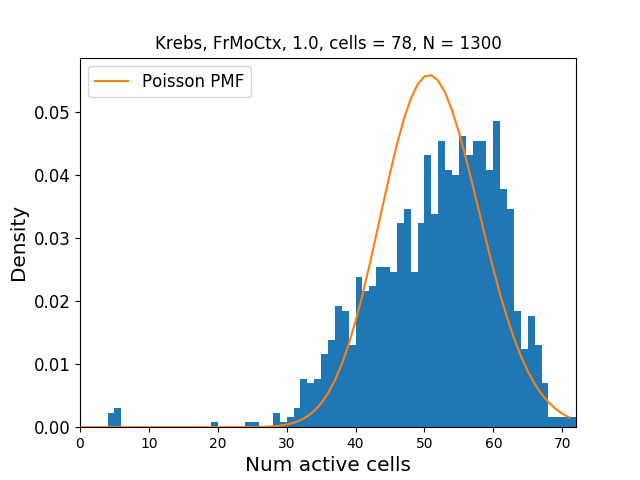 Krebs, FrMoCtx, 1.0, cells = 78, N = 1300
Poisson PMF
Density
0.05
0.04
0.03
0.02
0.01
0.00
0 10 20 30 40 50 60 70
Num active cells